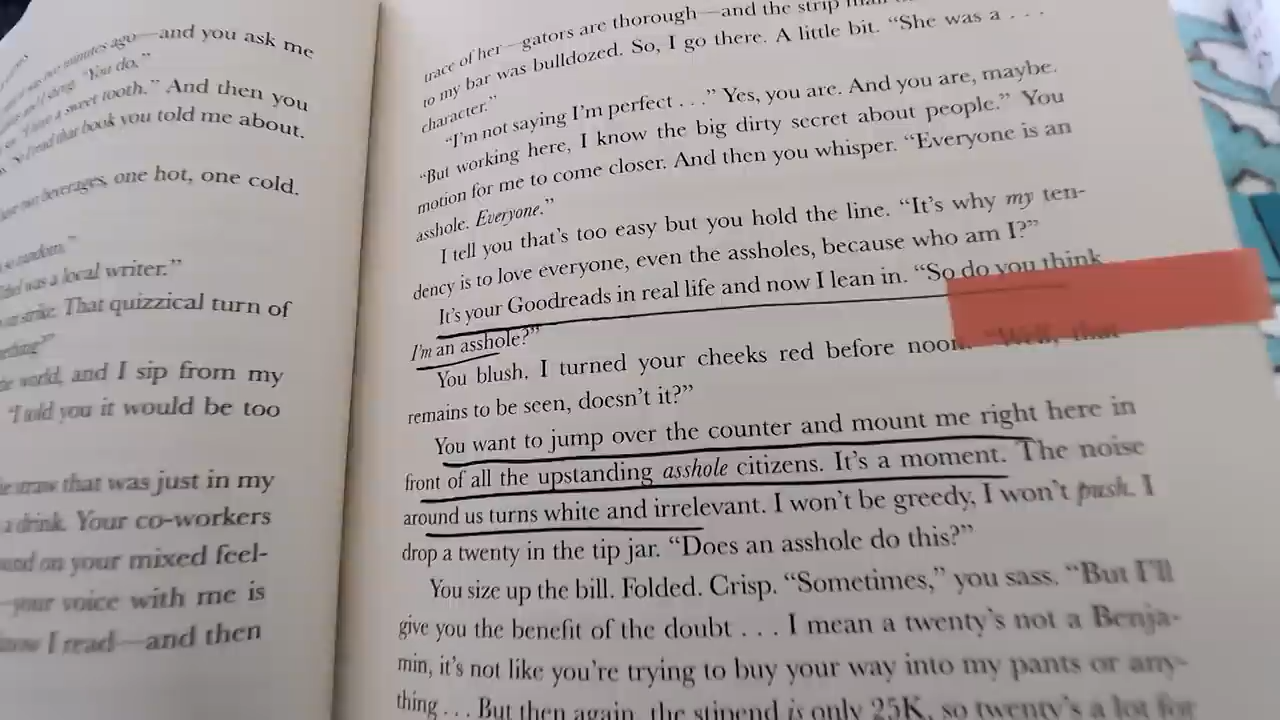 minutes ago—and you ask me
"You do."
sweet tooth." And then you
read that book you told me about.
beverages, one hot, one cold.
so random."
was a local writer."
strike. That quizzical turn of
world, and I sip from my
"I told you it would be too
straw that was just in my
a drink. Your co-workers
on your mixed feel-
your voice with me is
know I read—and then
trace of her—gators are thorough—and the strip
to my bar was bulldozed. So, I go there. A little bit. "She was a . . .
character."
"I'm not saying I'm perfect . . ." Yes, you are. And you are, maybe.
"But working here, I know the big dirty secret about people." You
motion for me to come closer. And then you whisper. "Everyone is an
asshole. Everyone."
I tell you that's too easy but you hold the line. "It's why my ten-
dency is to love everyone, even the assholes, because who am I?"
It's your Goodreads in real life and now I lean in. "So do you think
I'm an asshole?"
You blush. I turned your cheeks red before noon. "Well, that
remains to be seen, doesn't it?"
You want to jump over the counter and mount me right here in
front of all the upstanding asshole citizens. It's a moment. The noise
around us turns white and irrelevant. I won't be greedy, I won't push. I
drop a twenty in the tip jar. "Does an asshole do this?"
You size up the bill. Folded. Crisp. "Sometimes," you sass. "But I'll
give you the benefit of the doubt . . . I mean a twenty's not a Benja-
min, it's not like you're trying to buy your way into my pants or any-
thing . . . But then again, the stipend is only 25K, so twenty's a lot for